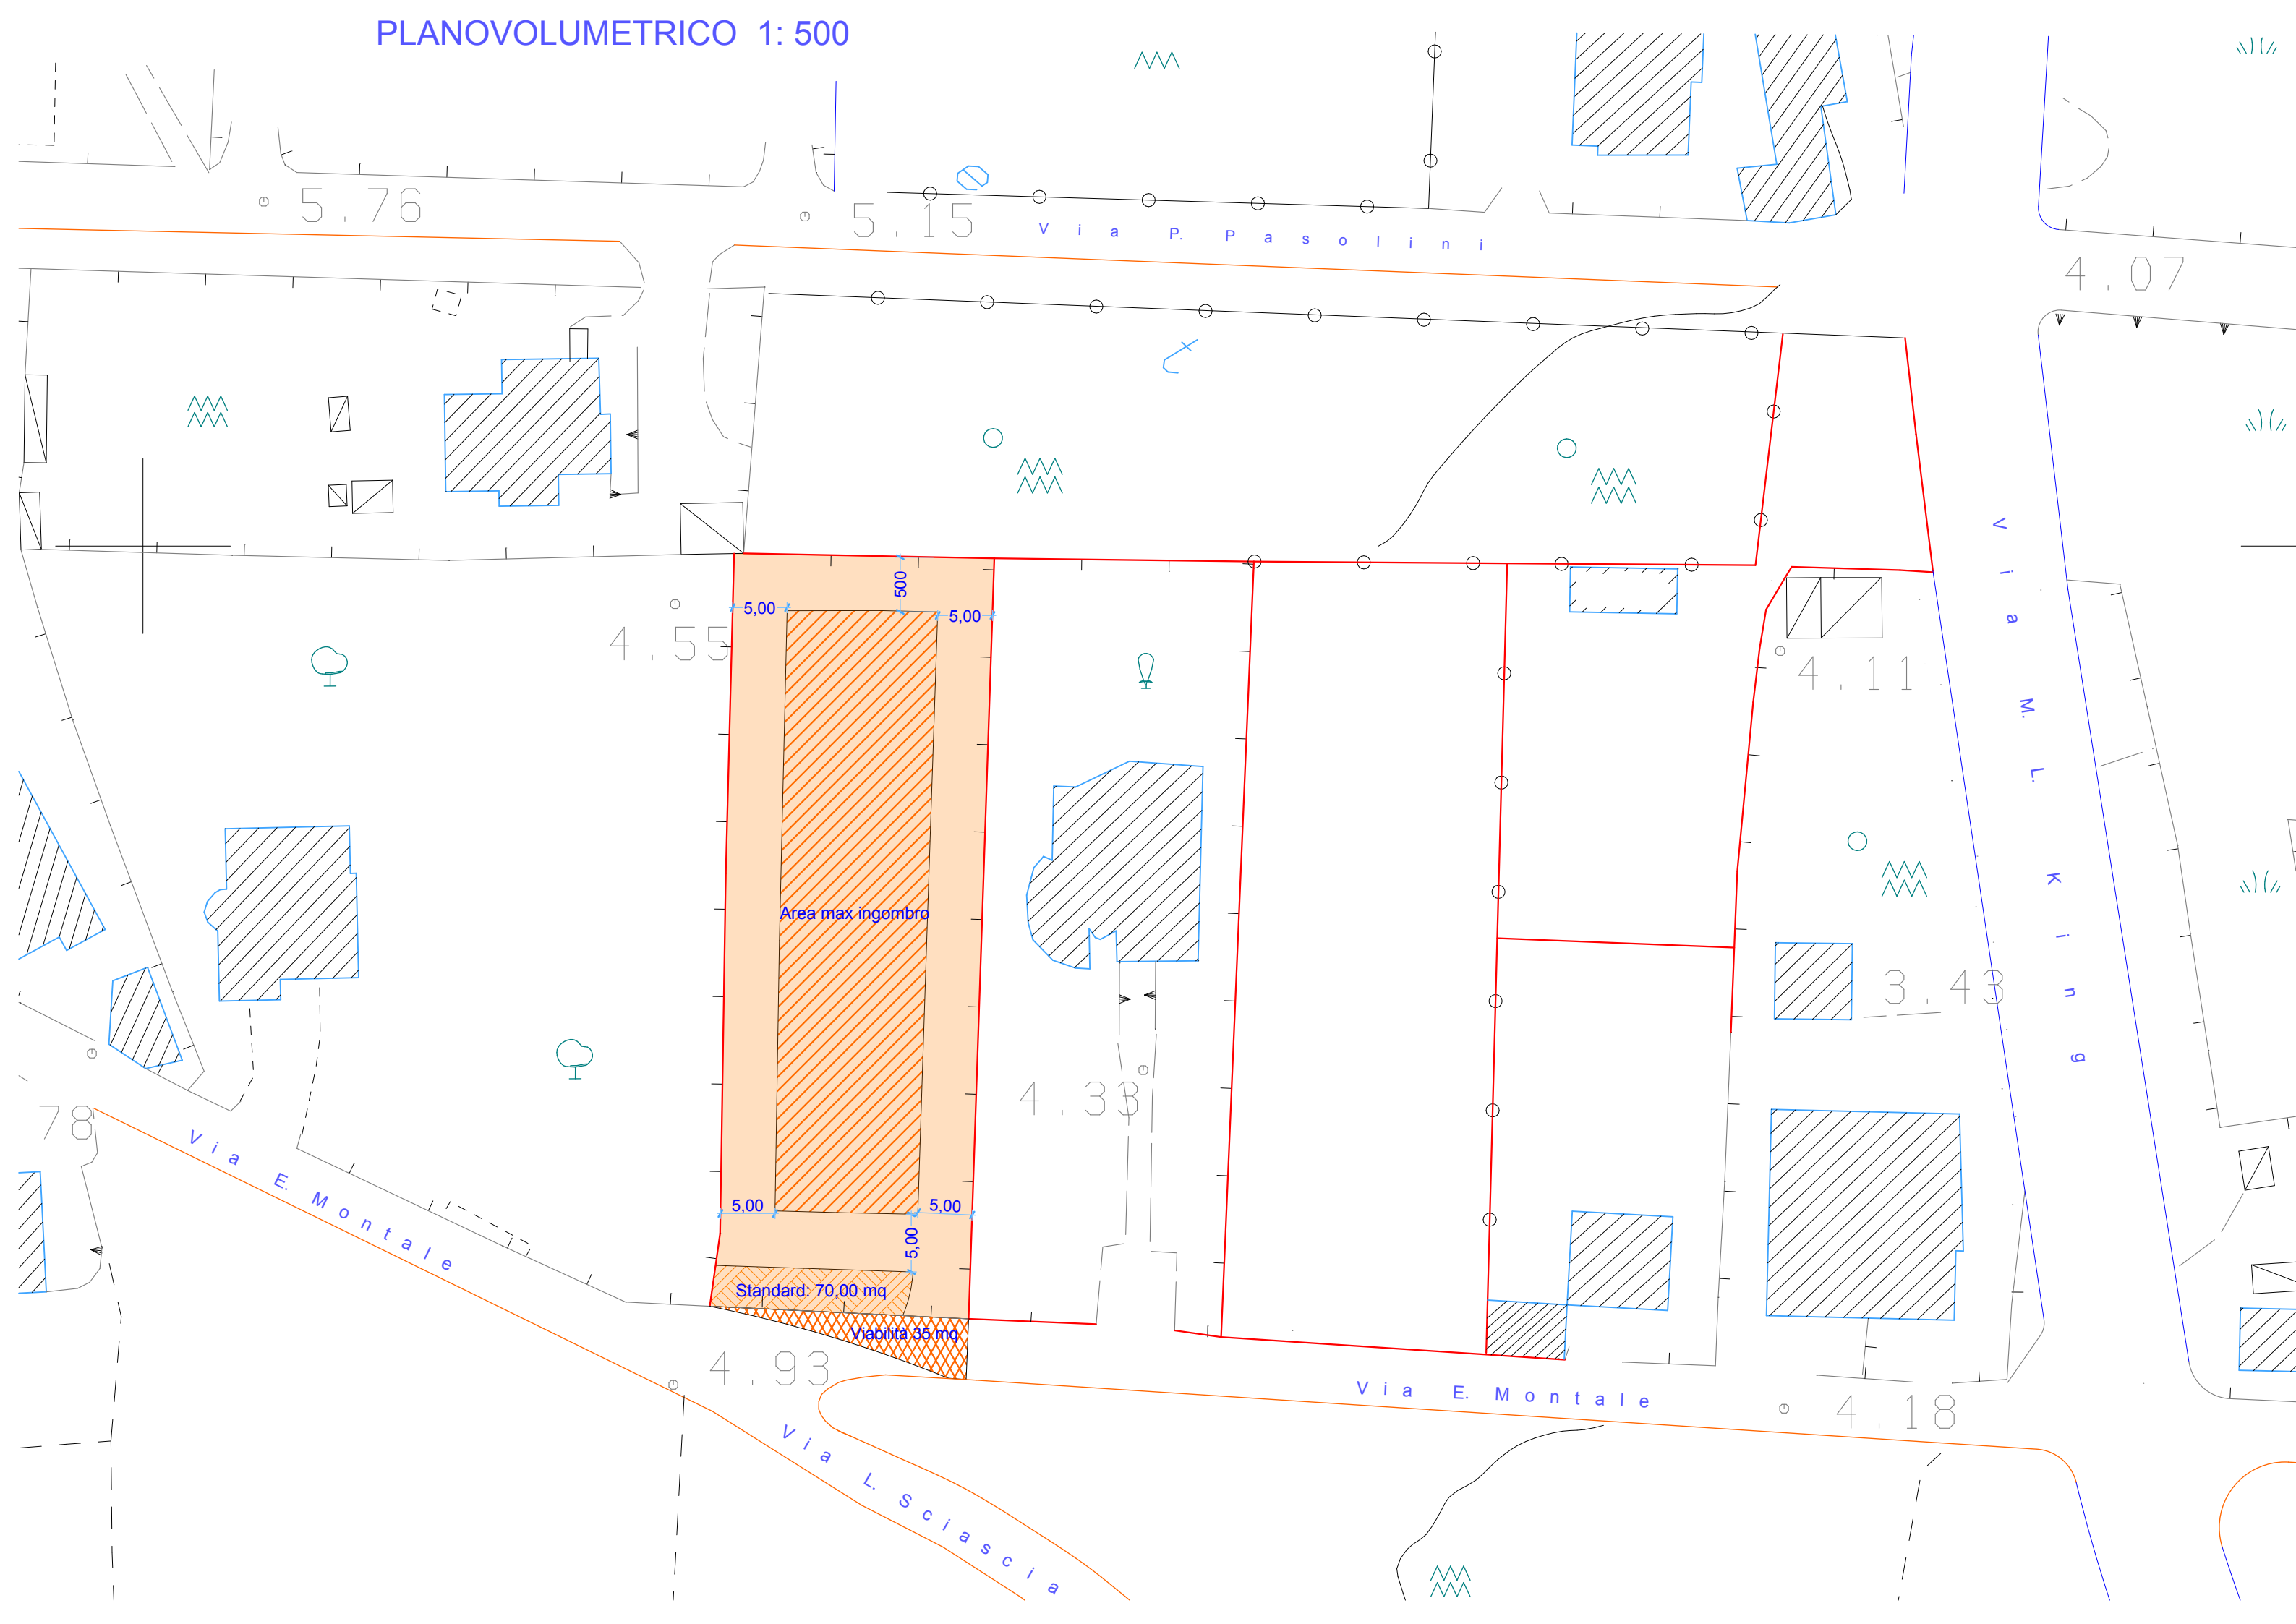 PLANOVOLUMETRICO 1: 500
5.76
5.15
Via P. Pasolini
4.07
500
5,00
5,00
4.55
4.11
Via M. L. King
Area max ingombro
3.43
4.33
78
Via E. Montale
5,00
5,00
5,00
Standard: 70,00 mq
Viabilità 35 mq
4.93
Via E. Montale
4.18
Via L. Sciascia